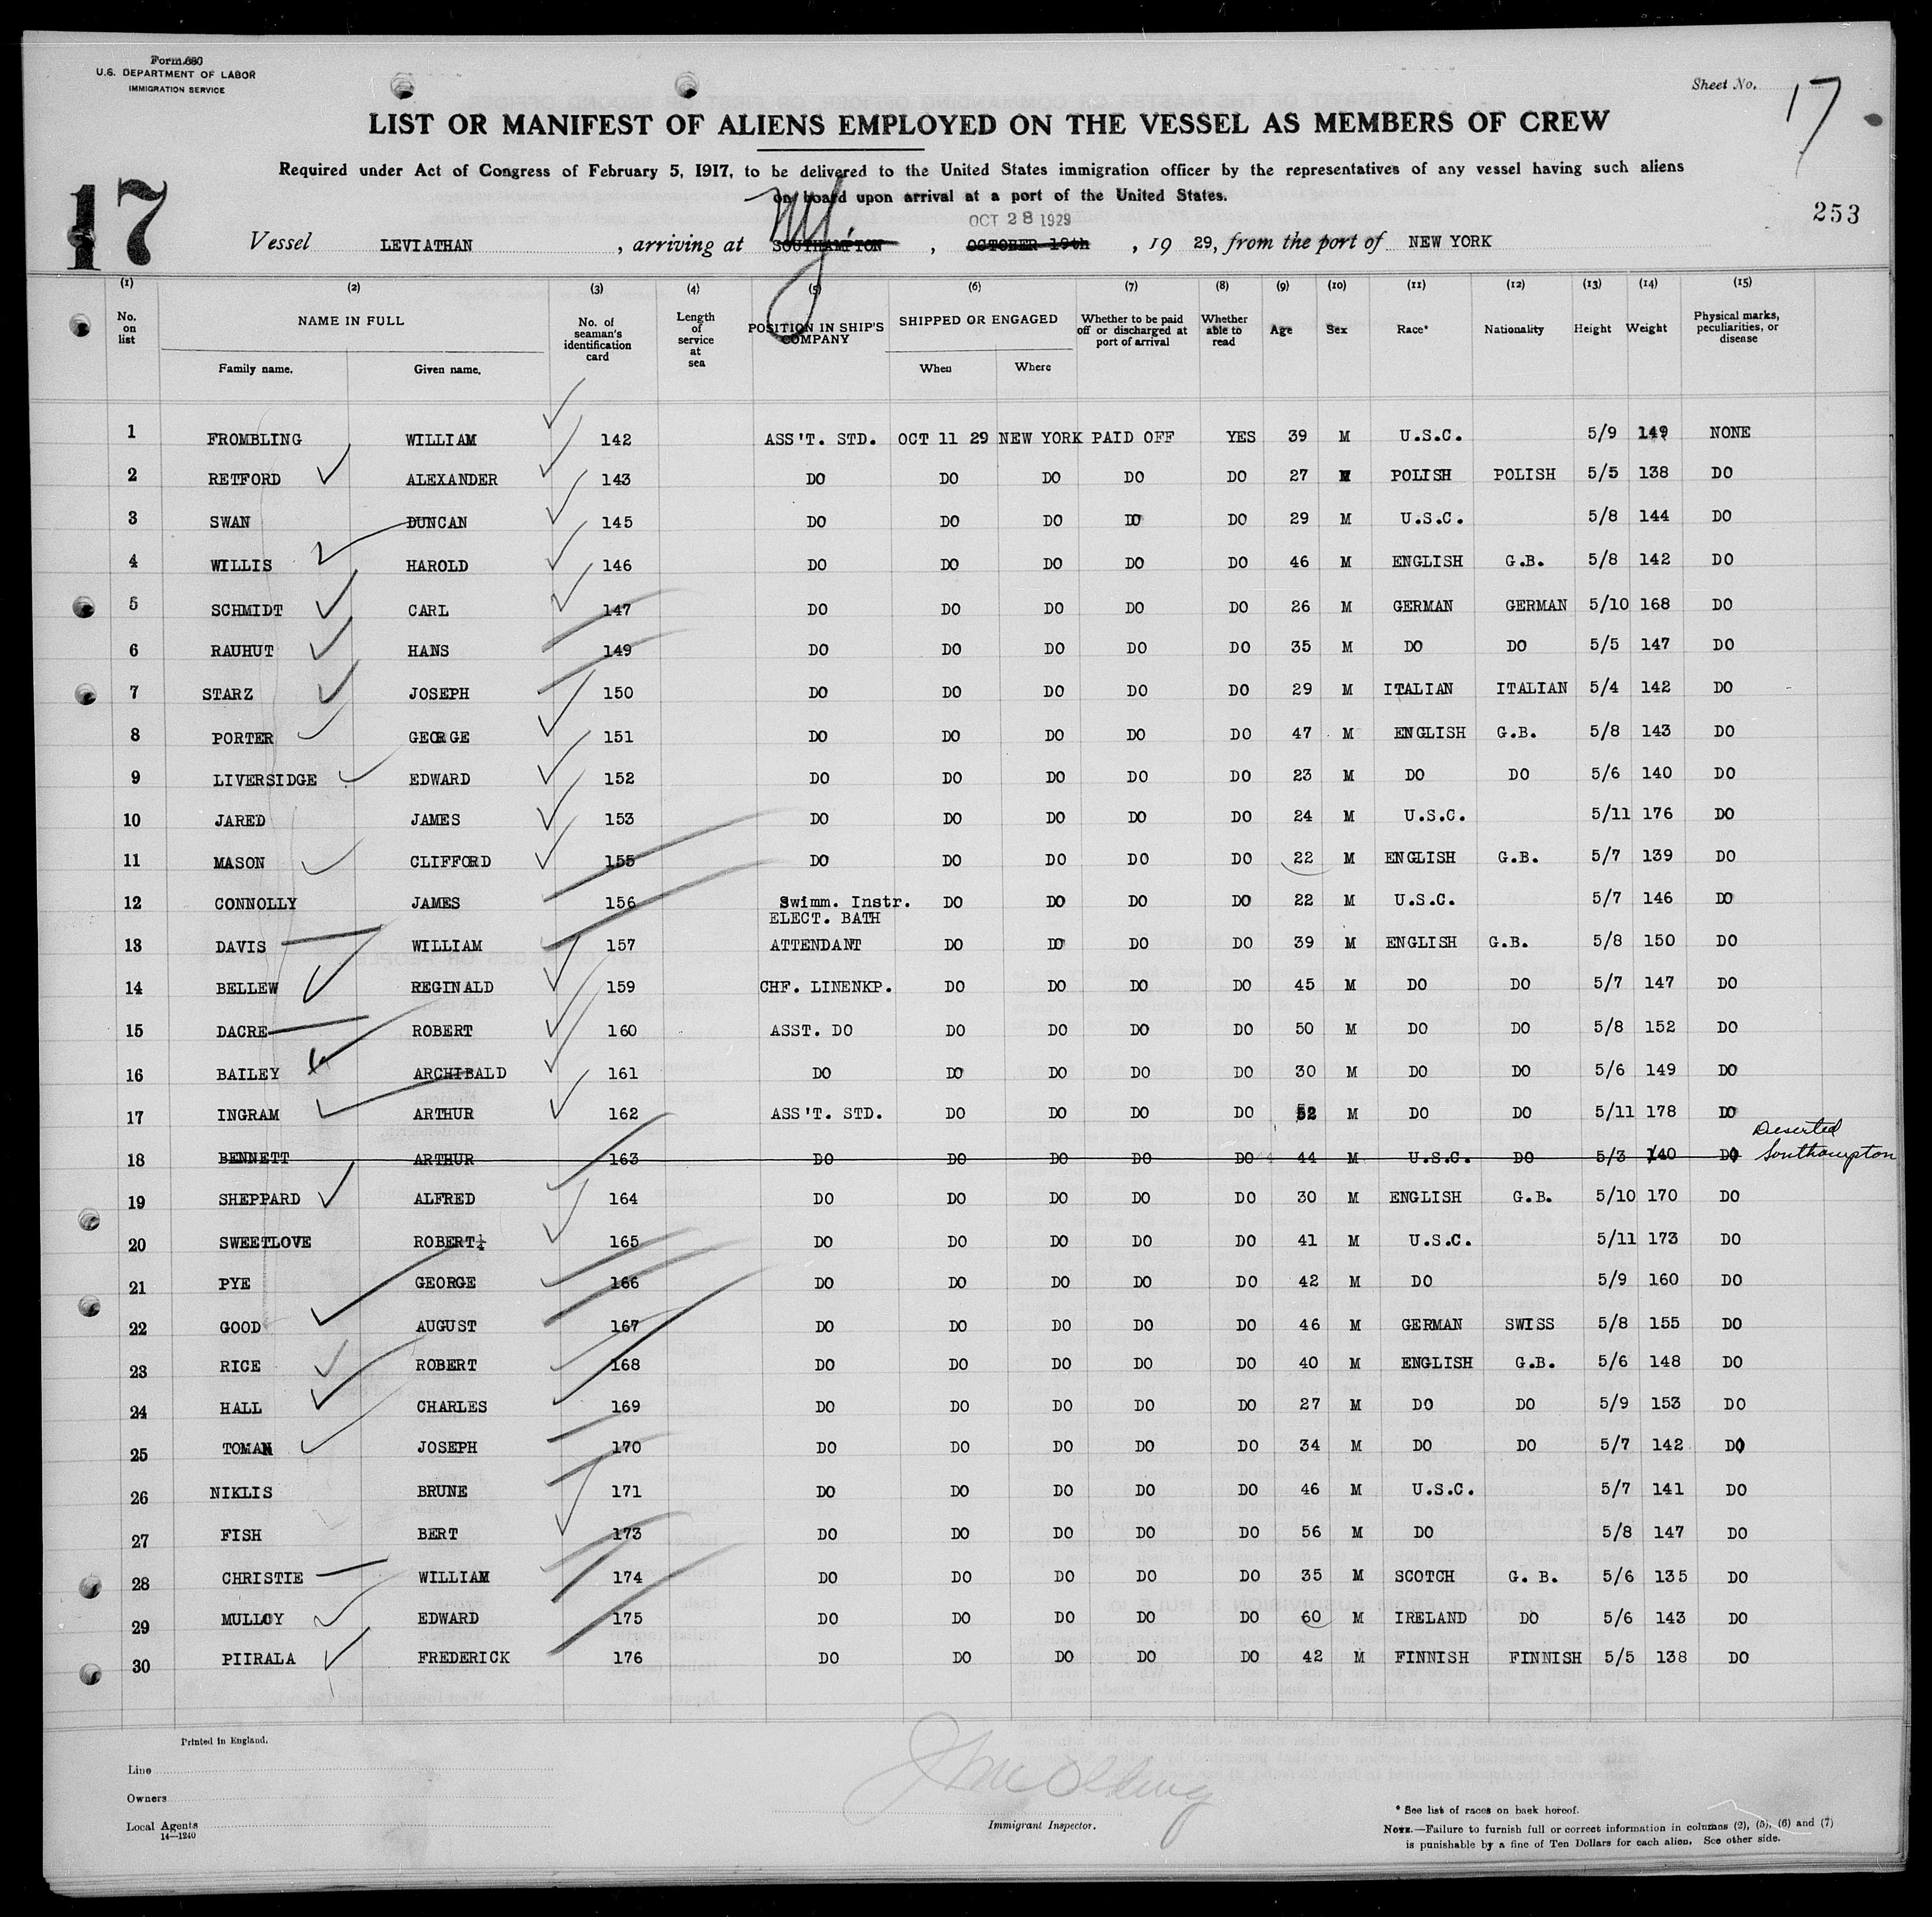 Form 680
U.S. DEPARTMENT OF LABOR
IMMIGRATION SERVICE
Sheet No. 17
LIST OR MANIFEST OF ALIENS EMPLOYED ON THE VESSEL AS MEMBERS OF CREW
Required under Act of Congress of February 5, 1917, to be delivered to the United States immigration officer by the representatives of any vessel having such aliens
on board upon arrival at a port of the United States.
17
253
OCT 28 1929
Vessel LEVIATHAN, arriving at SOUTHAMPTON N.Y., OCTOBER 19th, 19 29, from the port of NEW YORK
(1) (2) (3) (4) (5) (6) (7) (8) (9) (10) (11) (12) (13) (14) (15)
No. on list NAME IN FULL Family name. Given name. No. of seaman's identification card Length of service at sea POSITION IN SHIP'S COMPANY SHIPPED OR ENGAGED When Where Whether to be paid off or discharged at port of arrival Whether able to read Age Sex Race* Nationality Height Weight Physical marks, peculiarities, or disease
1 FROMBLING WILLIAM 142 ASS'T. STD. OCT 11 29 NEW YORK PAID OFF YES 39 M U.S.C. 5/9 149 NONE
2 RETFORD ALEXANDER 143 DO DO DO DO DO 27 M POLISH POLISH 5/5 138 DO
3 SWAN DUNCAN 145 DO DO DO DO DO 29 M U.S.C. 5/8 144 DO
4 WILLIS HAROLD 146 DO DO DO DO DO 46 M ENGLISH G.B. 5/8 142 DO
5 SCHMIDT CARL 147 DO DO DO DO DO 26 M GERMAN GERMAN 5/10 168 DO
6 RAUHUT HANS 149 DO DO DO DO DO 35 M DO DO 5/5 147 DO
7 STARZ JOSEPH 150 DO DO DO DO DO 29 M ITALIAN ITALIAN 5/4 142 DO
8 PORTER GEORGE 151 DO DO DO DO DO 47 M ENGLISH G.B. 5/8 143 DO
9 LIVERSIDGE EDWARD 152 DO DO DO DO DO 23 M DO DO 5/6 140 DO
10 JARED JAMES 153 DO DO DO DO DO 24 M U.S.C. 5/11 176 DO
11 MASON CLIFFORD 155 DO DO DO DO DO 22 M ENGLISH G.B. 5/7 139 DO
12 CONNOLLY JAMES 156 Swimm. Instr. DO DO DO DO 22 M U.S.C. 5/7 146 DO
ELECT. BATH
13 DAVIS WILLIAM 157 ATTENDANT DO DO DO DO 39 M ENGLISH G.B. 5/8 150 DO
14 BELLEW REGINALD 159 CHF. LINENKP. DO DO DO DO 45 M DO DO 5/7 147 DO
15 DACRE ROBERT 160 ASST. DO DO DO DO DO 50 M DO DO 5/8 152 DO
16 BAILEY ARCHIBALD 161 DO DO DO DO DO 30 M DO DO 5/6 149 DO
17 INGRAM ARTHUR 162 ASS'T. STD. DO DO DO DO 52 M DO DO 5/11 178 DO
18 BENNETT ARTHUR 163 DO DO DO DO DO 44 M U.S.C. DO 5/3 140 DO Deserted Southampton
19 SHEPPARD ALFRED 164 DO DO DO DO DO 30 M ENGLISH G.B. 5/10 170 DO
20 SWEETLOVE ROBERT 165 DO DO DO DO DO 41 M U.S.C. 5/11 173 DO
21 PYE GEORGE 166 DO DO DO DO DO 42 M DO 5/9 160 DO
22 GOOD AUGUST 167 DO DO DO DO DO 46 M GERMAN SWISS 5/8 155 DO
23 RICE ROBERT 168 DO DO DO DO DO 40 M ENGLISH G.B. 5/6 148 DO
24 HALL CHARLES 169 DO DO DO DO DO 27 M DO DO 5/9 153 DO
25 TOMAN JOSEPH 170 DO DO DO DO DO 34 M DO DO 5/7 142 DO
26 NIKLIS BRUNE 171 DO DO DO DO DO 46 M U.S.C. 5/7 141 DO
27 FISH BERT 173 DO DO DO DO DO 56 M DO 5/8 147 DO
28 CHRISTIE WILLIAM 174 DO DO DO DO DO 35 M SCOTCH G. B. 5/6 135 DO
29 MULLOY EDWARD 175 DO DO DO DO DO 60 M IRELAND DO 5/6 143 DO
30 PIIRALA FREDERICK 176 DO DO DO DO DO 42 M FINNISH FINNISH 5/5 138 DO
Printed in England.
Line
Owners
Local Agents
14—1240
Immigrant Inspector.
* See list of races on back hereof.
NOTE.—Failure to furnish full or correct information in columns (2), (5), (6) and (7)
is punishable by a fine of Ten Dollars for each alien. See other side.